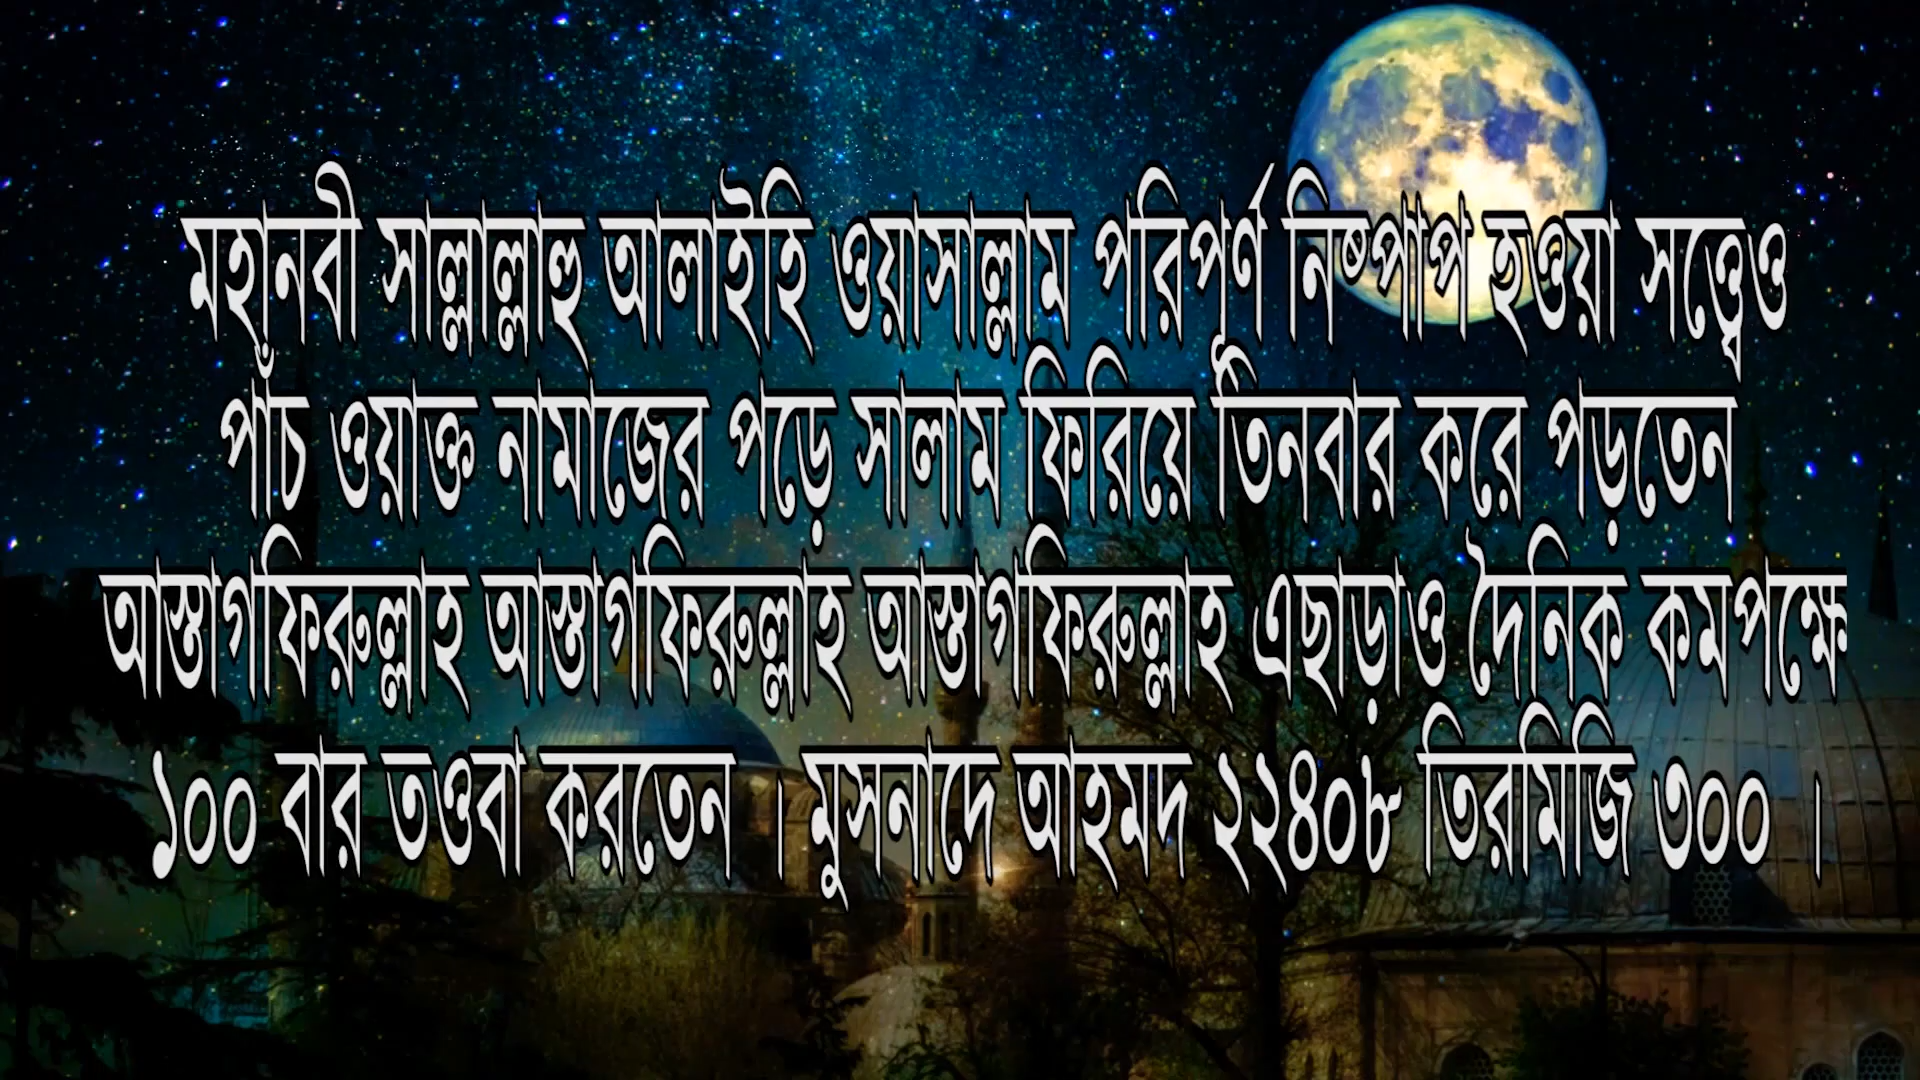 মহানবী সাল্লাল্লাহু আলাইহি ওয়াসাল্লাম পরিপূর্ণ নিষ্পাপ হওয়া সত্ত্বেও
পাঁচ ওয়াক্ত নামাজের পড়ে সালাম ফিরিয়ে তিনবার করে পড়তেন
আস্তাগফিরুল্লাহ আস্তাগফিরুল্লাহ আস্তাগফিরুল্লাহ এছাড়াও দৈনিক কমপক্ষে
১০০ বার তওবা করতেন । মুসনাদে আহমদ ২২৪০৮ তিরমিজি ৩০০ ।